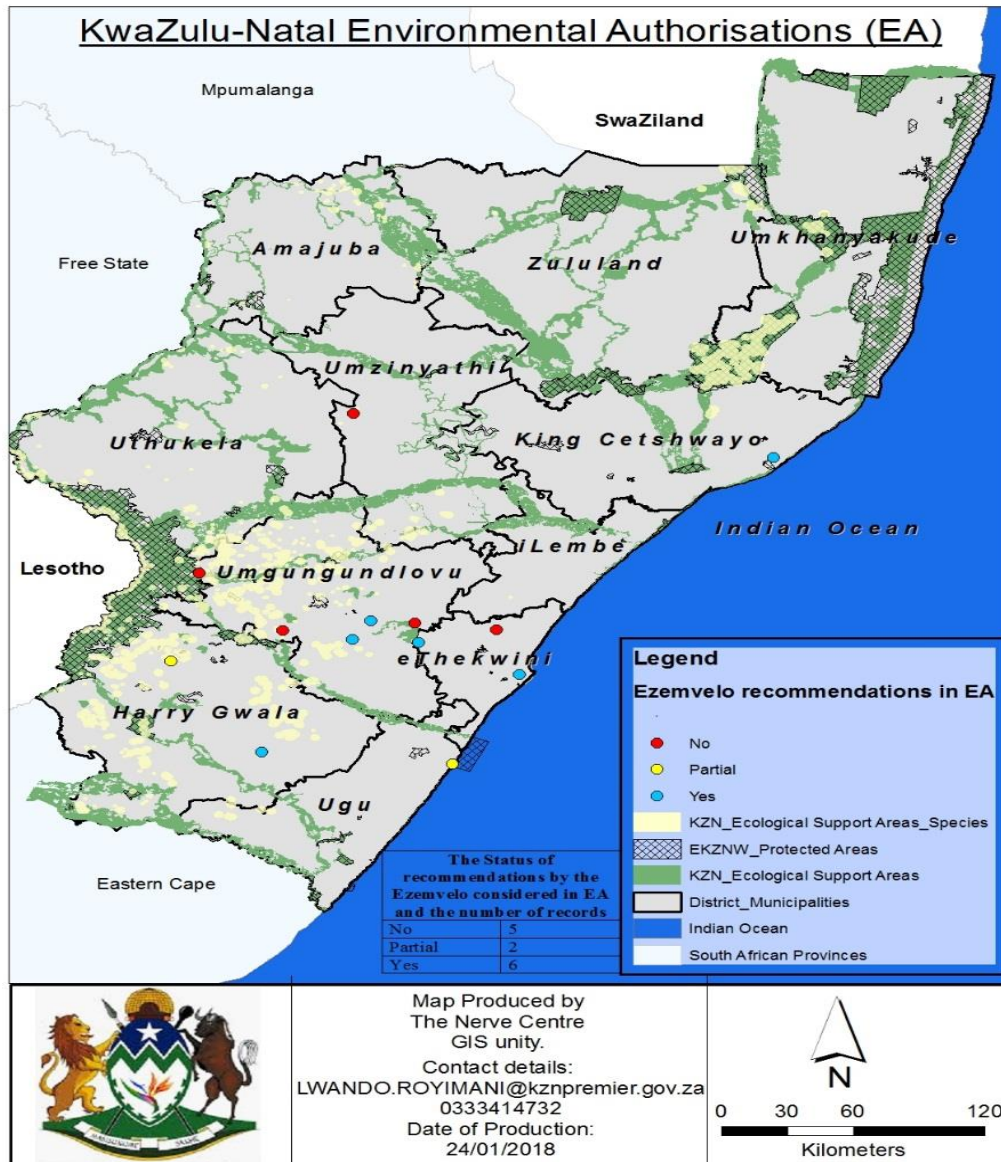 KwaZulu-Natal Environmental Authorisations (EA)
Mpumalanga
SwaZiland
Free State
Amajuba
Zululand
Umkhanyakude
Umzinyathi
Uthukela
King Cetshwayo
Indian Ocean
iLembe
Lesotho
Umgungundlovu
eThekwini
Harry Gwala
Ugu
Eastern Cape
Legend
Ezemvelo recommendations in EA
No
Partial
Yes
KZN_Ecological Support Areas_Species
EKZNW_Protected Areas
KZN_Ecological Support Areas
District_Municipalities
Indian Ocean
South African Provinces
The Status of
recommendations by the
Ezemvelo considered in EA
and the number of records
No 5
Partial 2
Yes 6
Map Produced by
The Nerve Centre
GIS unity.
Contact details:
LWANDO.ROYIMANI@kznpremier.gov.za
0333414732
Date of Production:
24/01/2018
N
0 30 60 120
Kilometers